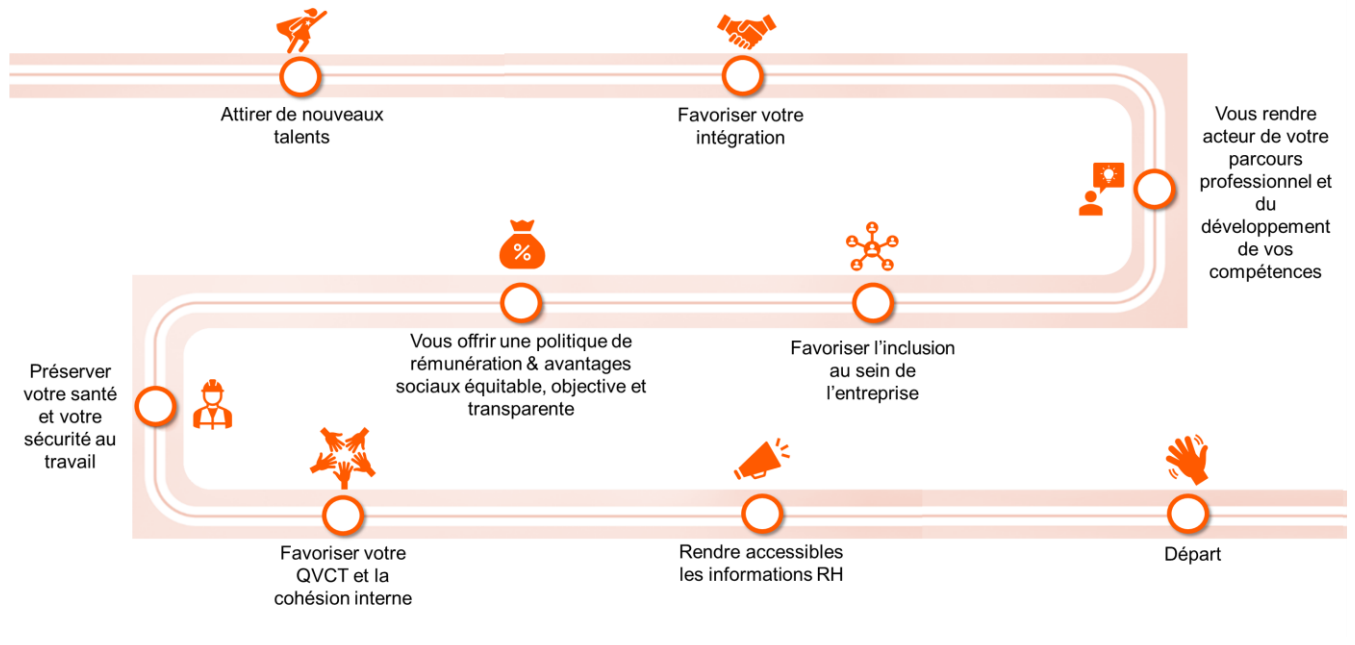 Attirer de nouveaux
talents
Favoriser votre
intégration
Vous rendre
acteur de votre
parcours
professionnel et
du
développement
de vos
compétences
Favoriser l’inclusion
au sein de
l’entreprise
%
Vous offrir une politique de
rémunération & avantages
sociaux équitable, objective et
transparente
Préserver
votre santé
et votre
sécurité au
travail
Favoriser votre
QVCT et la
cohésion interne
Rendre accessibles
les informations RH
Départ